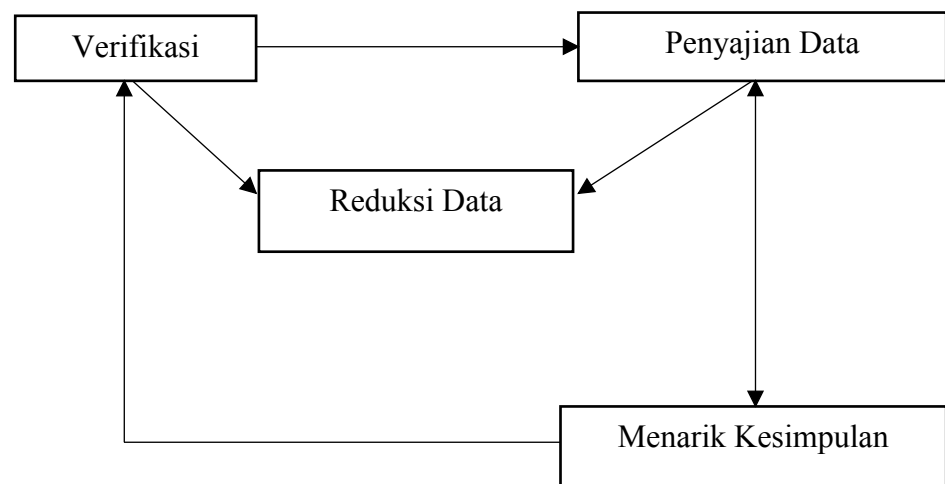 Verifikasi
Penyajian Data
Reduksi Data
Menarik Kesimpulan